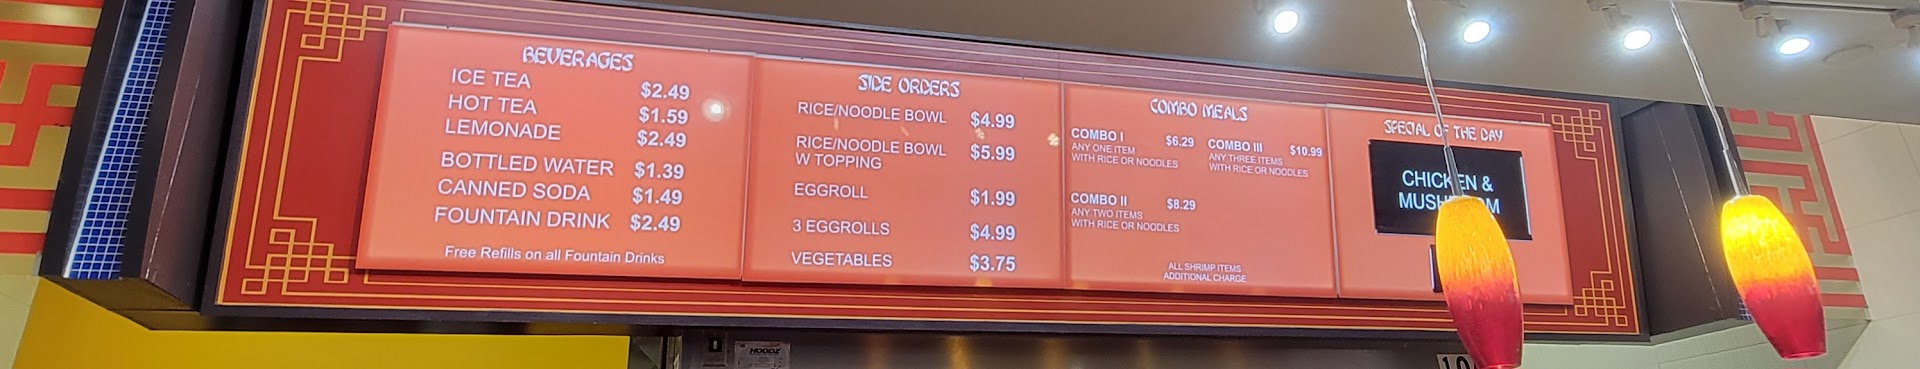 BEVERAGES
ICE TEA $2.49
HOT TEA $1.59
LEMONADE $2.49
BOTTLED WATER $1.39
CANNED SODA $1.49
FOUNTAIN DRINK $2.49
Free Refills on all Fountain Drinks
SIDE ORDERS
RICE/NOODLE BOWL $4.99
RICE/NOODLE BOWL $5.99
W TOPPING
EGGROLL $1.99
3 EGGROLLS $4.99
VEGETABLES $3.75
COMBO MEALS
COMBO I $6.29
ANY ONE ITEM
WITH RICE OR NOODLES
COMBO II $8.29
ANY TWO ITEMS
WITH RICE OR NOODLES
COMBO III $10.99
ANY THREE ITEMS
WITH RICE OR NOODLES
ALL SHRIMP ITEMS
ADDITIONAL CHARGE
SPECIAL OF THE DAY
CHICKEN &
HOODZ